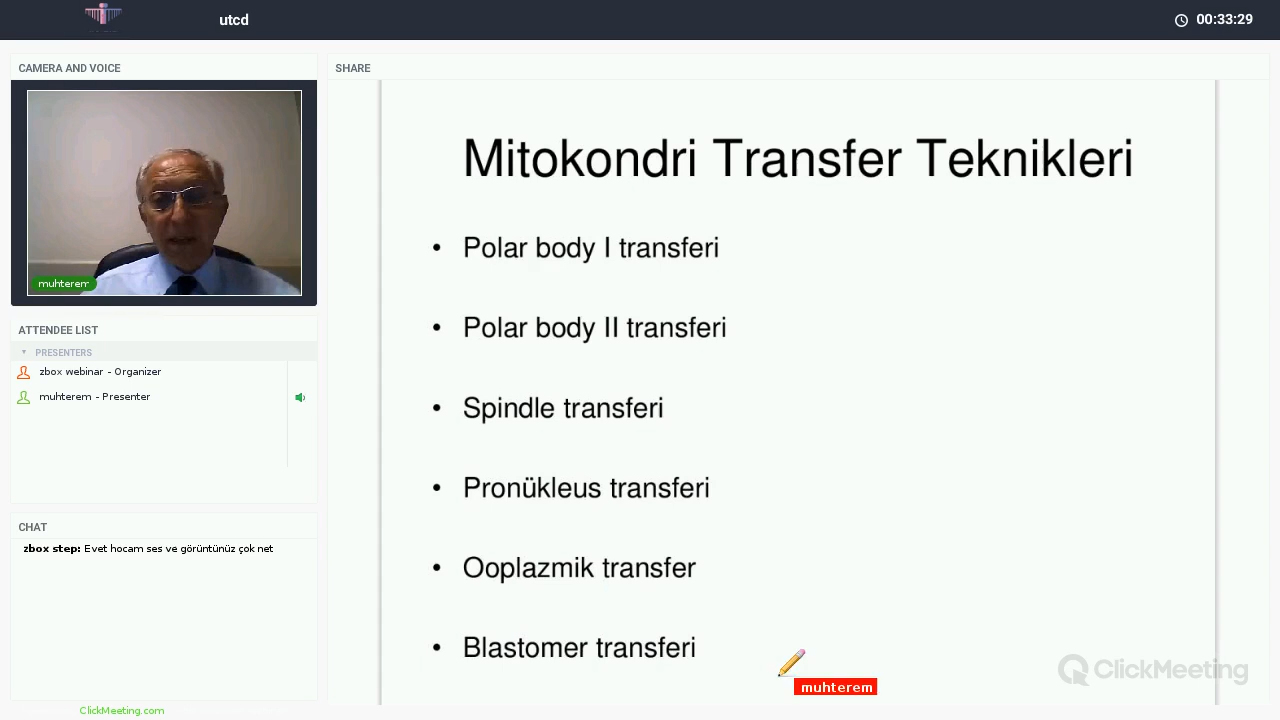 utcd
00:33:29
CAMERA AND VOICE
muhterem
ATTENDEE LIST
PRESENTERS
zbox webinar - Organizer
muhterem - Presenter
CHAT
zbox step: Evet hocam ses ve görüntünüz çok net
ClickMeeting.com
SHARE
Mitokondri Transfer Teknikleri
• Polar body I transferi
• Polar body II transferi
• Spindle transferi
• Pronükleus transferi
• Ooplazmik transfer
• Blastomer transferi
muhterem
ClickMeeting